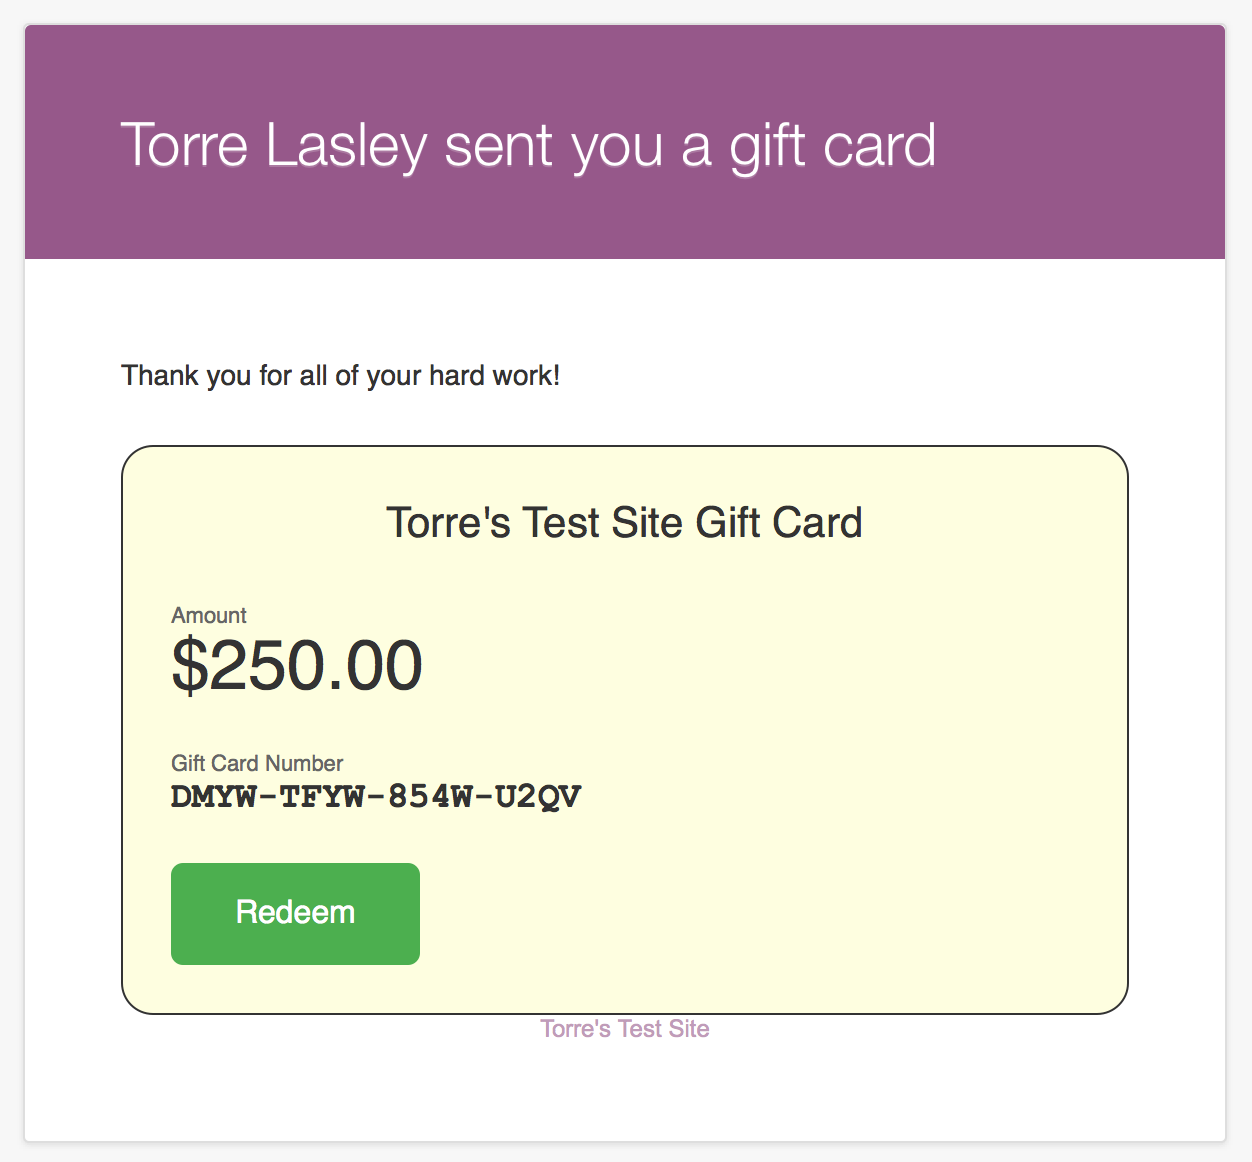 Torre Lasley sent you a gift card
Thank you for all of your hard work!
Torre's Test Site Gift Card
Amount
$250.00
Gift Card Number
DMYW-TFYW-854W-U2QV
Redeem
Torre's Test Site